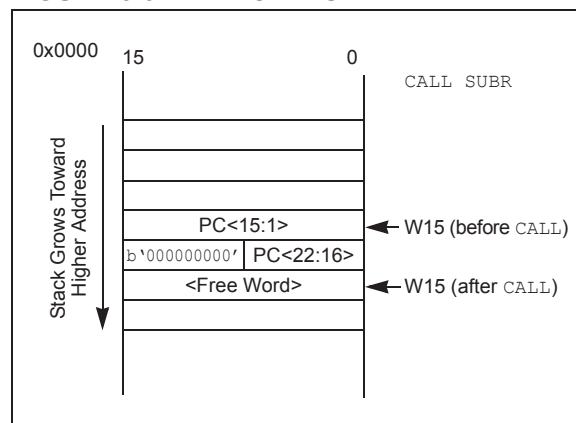 0x0000 15 0
CALL SUBR
Stack Grows Toward
Higher Address
PC<15:1> W15 (before CALL)
b‘000000000’ PC<22:16>
<Free Word> W15 (after CALL)